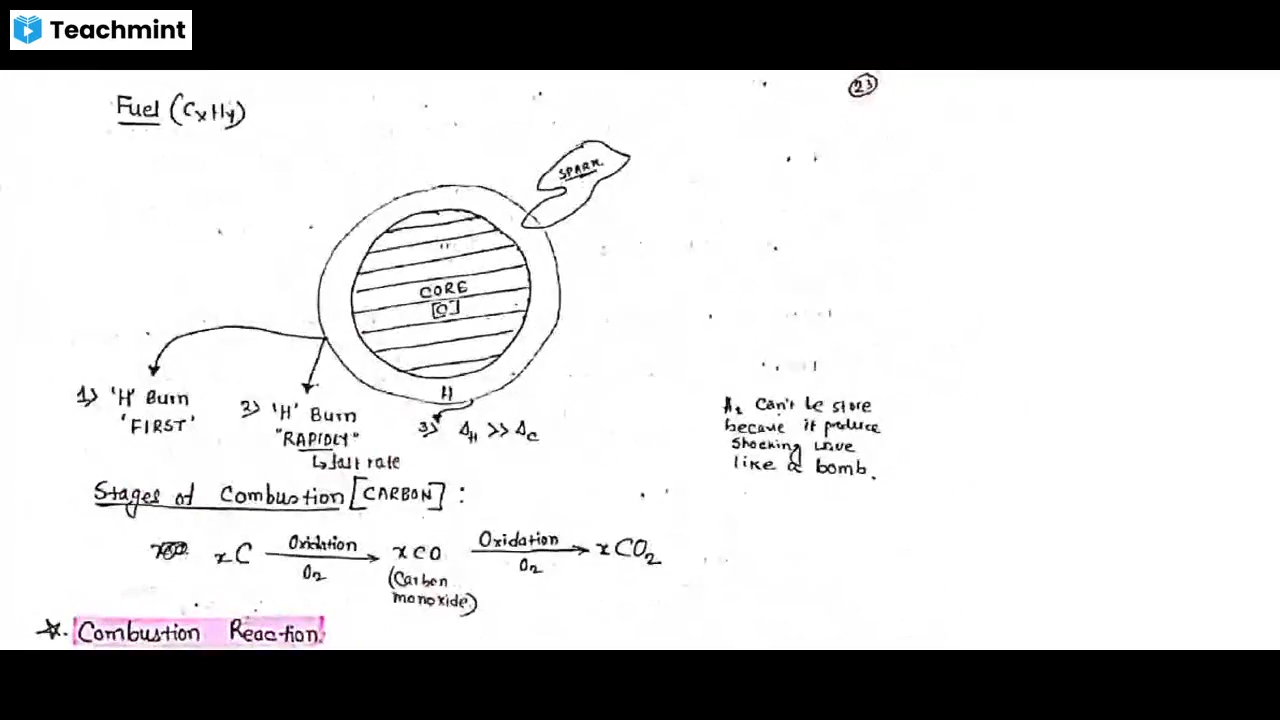 Teachmint
23
Fuel (CxHy)
SPARK
CORE
[C]
H
1> 'H' Burn
'FIRST'
2> 'H' Burn
"RAPIDLY"
↳ fast rate
3> ΔH >> ΔC
H2 Can't be store
becaue it produce
Shocking wave
like a bomb.
Stages of Combustion [CARBON] :
xC Oxidation O2 → xCO Oxidation O2 → xCO2
(Carbon
monoxide)
☆. Combustion Reaction